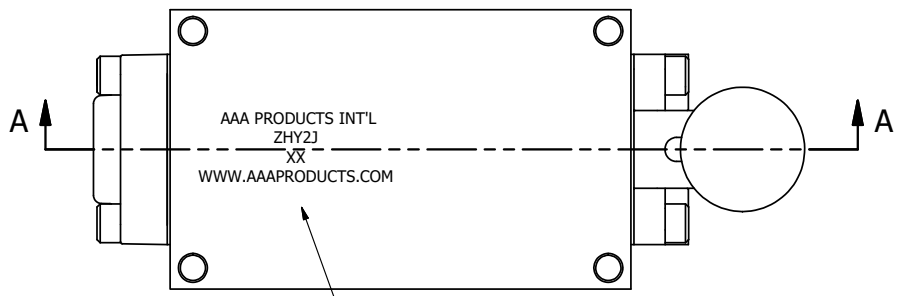 A
A
AAA PRODUCTS INT'L
ZHY2J
XX
WWW.AAAPRODUCTS.COM